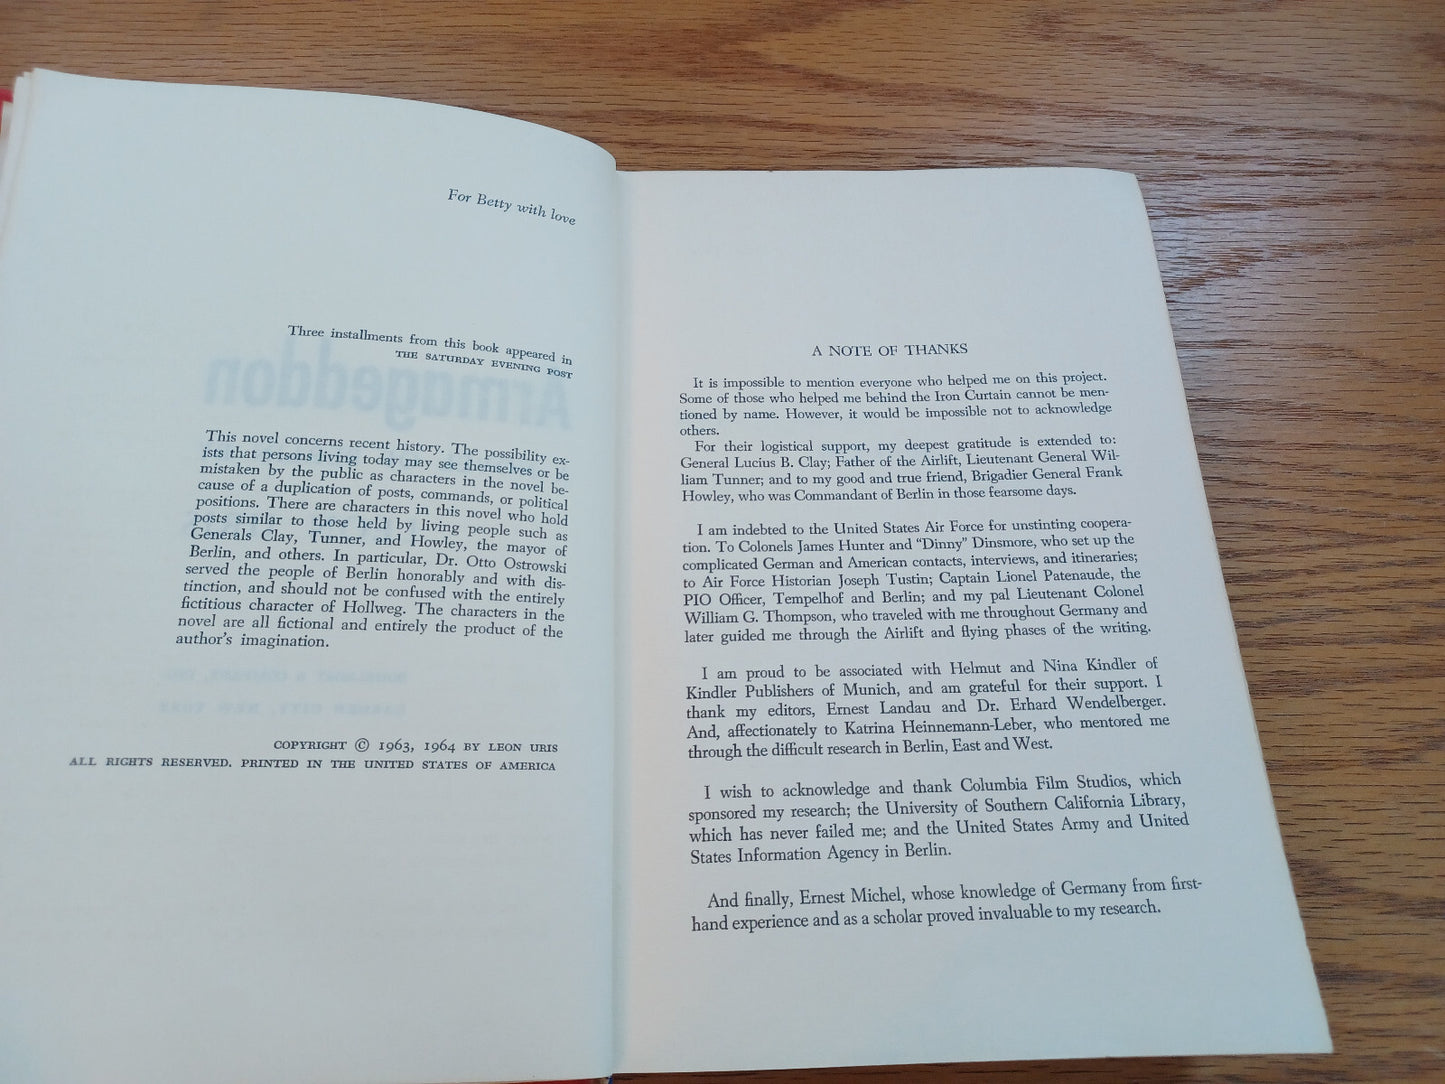 For Betty with love
Three installments from this book appeared in
THE SATURDAY EVENING POST
Armageddon
This novel concerns recent history. The possibility ex-
ists that persons living today may see themselves or be
mistaken by the public as characters in the novel be-
cause of a duplication of posts, commands, or political
positions. There are characters in this novel who hold
posts similar to those held by living people such as
Generals Clay, Tunner, and Howley, the mayor of
Berlin, and others. In particular, Dr. Otto Ostrowski
served the people of Berlin honorably and with dis-
tinction, and should not be confused with the entirely
fictitious character of Hollweg. The characters in the
novel are all fictional and entirely the product of the
author's imagination.
COPYRIGHT © 1963, 1964 BY LEON URIS
ALL RIGHTS RESERVED. PRINTED IN THE UNITED STATES OF AMERICA
A NOTE OF THANKS
It is impossible to mention everyone who helped me on this project.
Some of those who helped me behind the Iron Curtain cannot be men-
tioned by name. However, it would be impossible not to acknowledge
others.
For their logistical support, my deepest gratitude is extended to:
General Lucius B. Clay; Father of the Airlift, Lieutenant General Wil-
liam Tunner; and to my good and true friend, Brigadier General Frank
Howley, who was Commandant of Berlin in those fearsome days.
I am indebted to the United States Air Force for unstinting coopera-
tion. To Colonels James Hunter and "Dinny" Dinsmore, who set up the
complicated German and American contacts, interviews, and itineraries;
to Air Force Historian Joseph Tustin; Captain Lionel Patenaude, the
PIO Officer, Tempelhof and Berlin; and my pal Lieutenant Colonel
William G. Thompson, who traveled with me throughout Germany and
later guided me through the Airlift and flying phases of the writing.
I am proud to be associated with Helmut and Nina Kindler of
Kindler Publishers of Munich, and am grateful for their support. I
thank my editors, Ernest Landau and Dr. Erhard Wendelberger.
And, affectionately to Katrina Heinnemann-Leber, who mentored me
through the difficult research in Berlin, East and West.
I wish to acknowledge and thank Columbia Film Studios, which
sponsored my research; the University of Southern California Library,
which has never failed me; and the United States Army and United
States Information Agency in Berlin.
And finally, Ernest Michel, whose knowledge of Germany from first-
hand experience and as a scholar proved invaluable to my research.